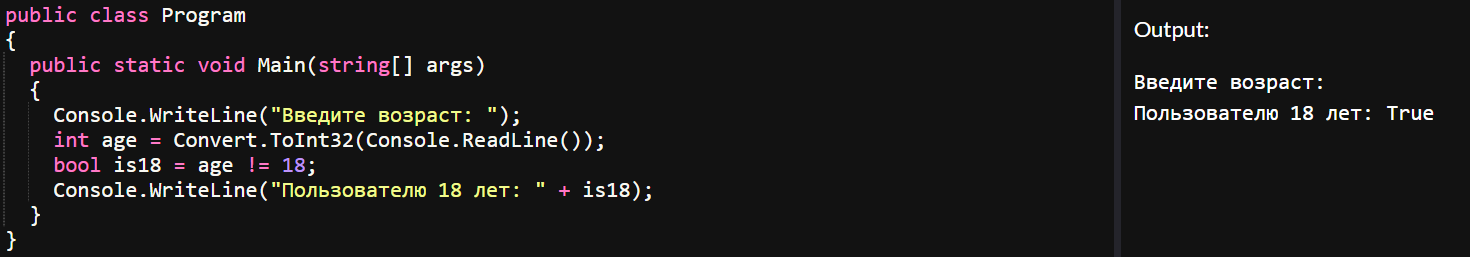 public class Program
{
public static void Main(string[] args)
{
Console.WriteLine("Введите возраст: ");
int age = Convert.ToInt32(Console.ReadLine());
bool is18 = age != 18;
Console.WriteLine("Пользователю 18 лет: " + is18);
}
}
Output:
Введите возраст:
Пользователю 18 лет: True